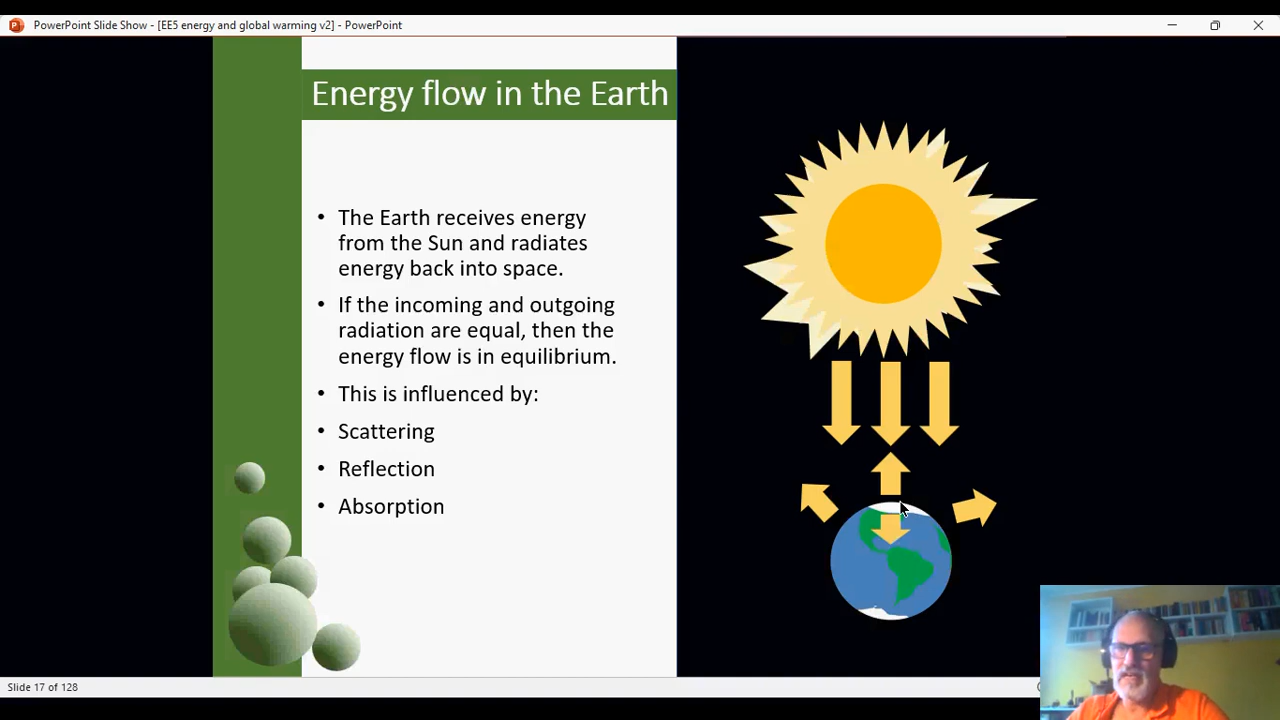 PowerPoint Slide Show - [EE5 energy and global warming v2] - PowerPoint
Energy flow in the Earth
• The Earth receives energy
from the Sun and radiates
energy back into space.
• If the incoming and outgoing
radiation are equal, then the
energy flow is in equilibrium.
• This is influenced by:
• Scattering
• Reflection
• Absorption
Slide 17 of 128